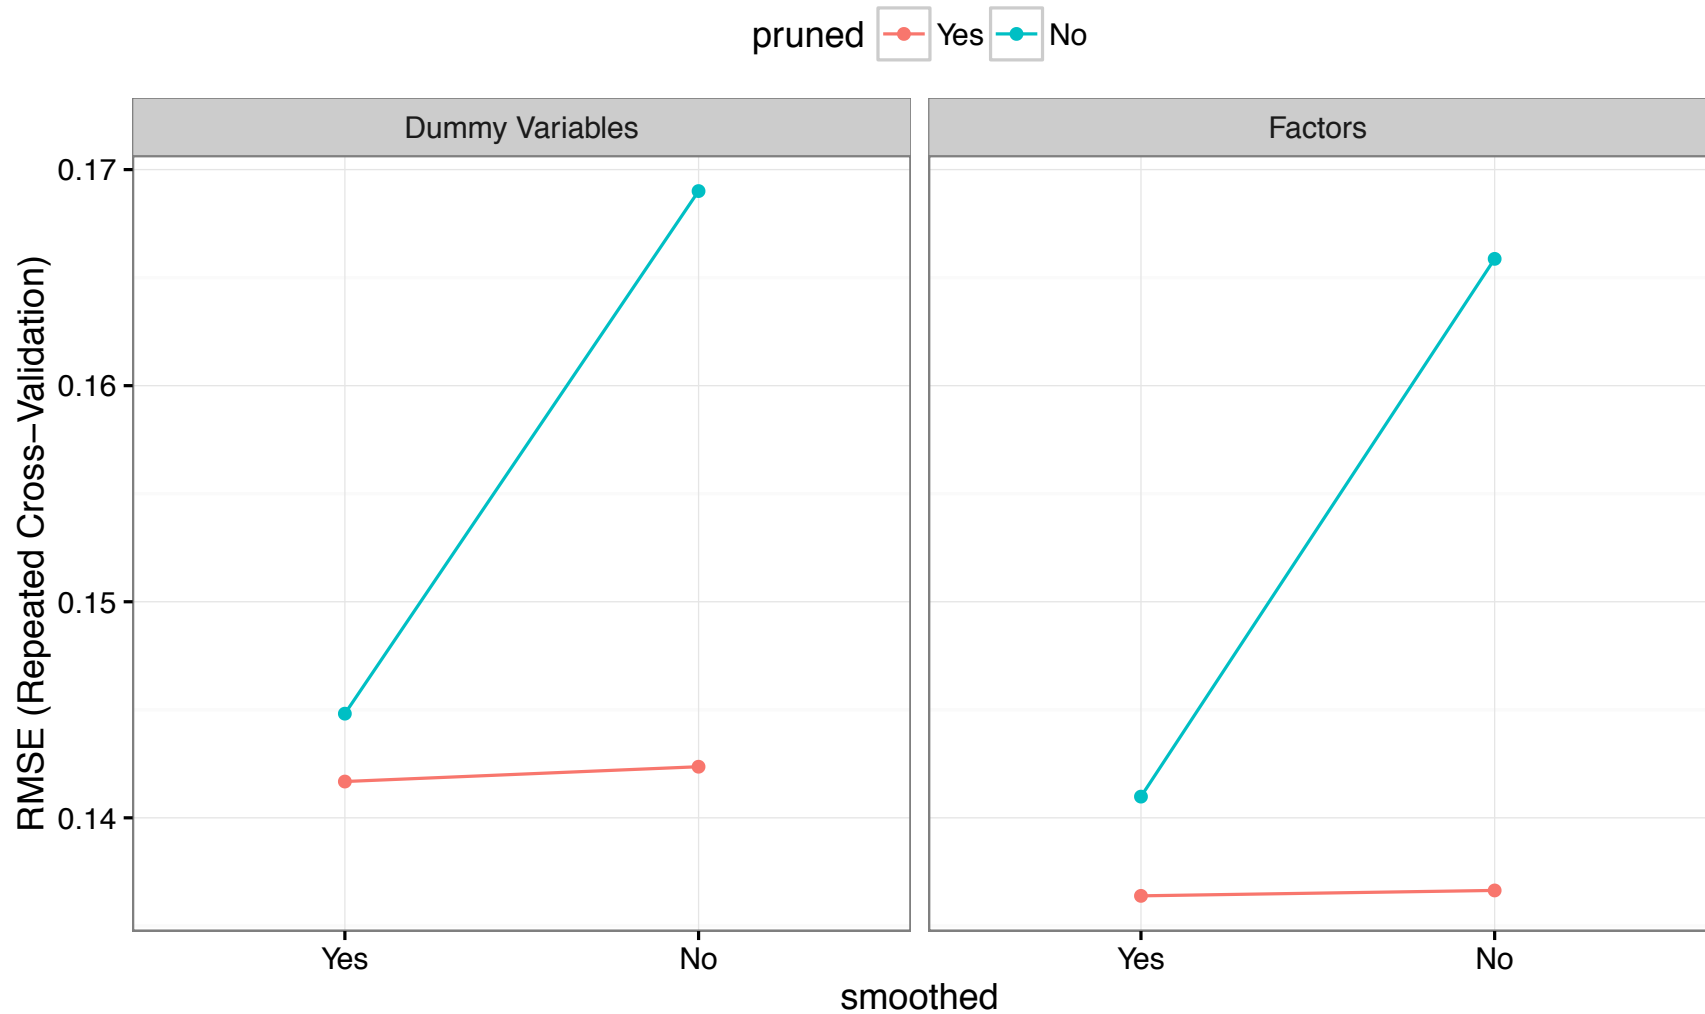 pruned Yes No
Dummy Variables Factors
RMSE (Repeated Cross−Validation)
0.17
0.16
0.15
0.14
Yes No Yes No
smoothed